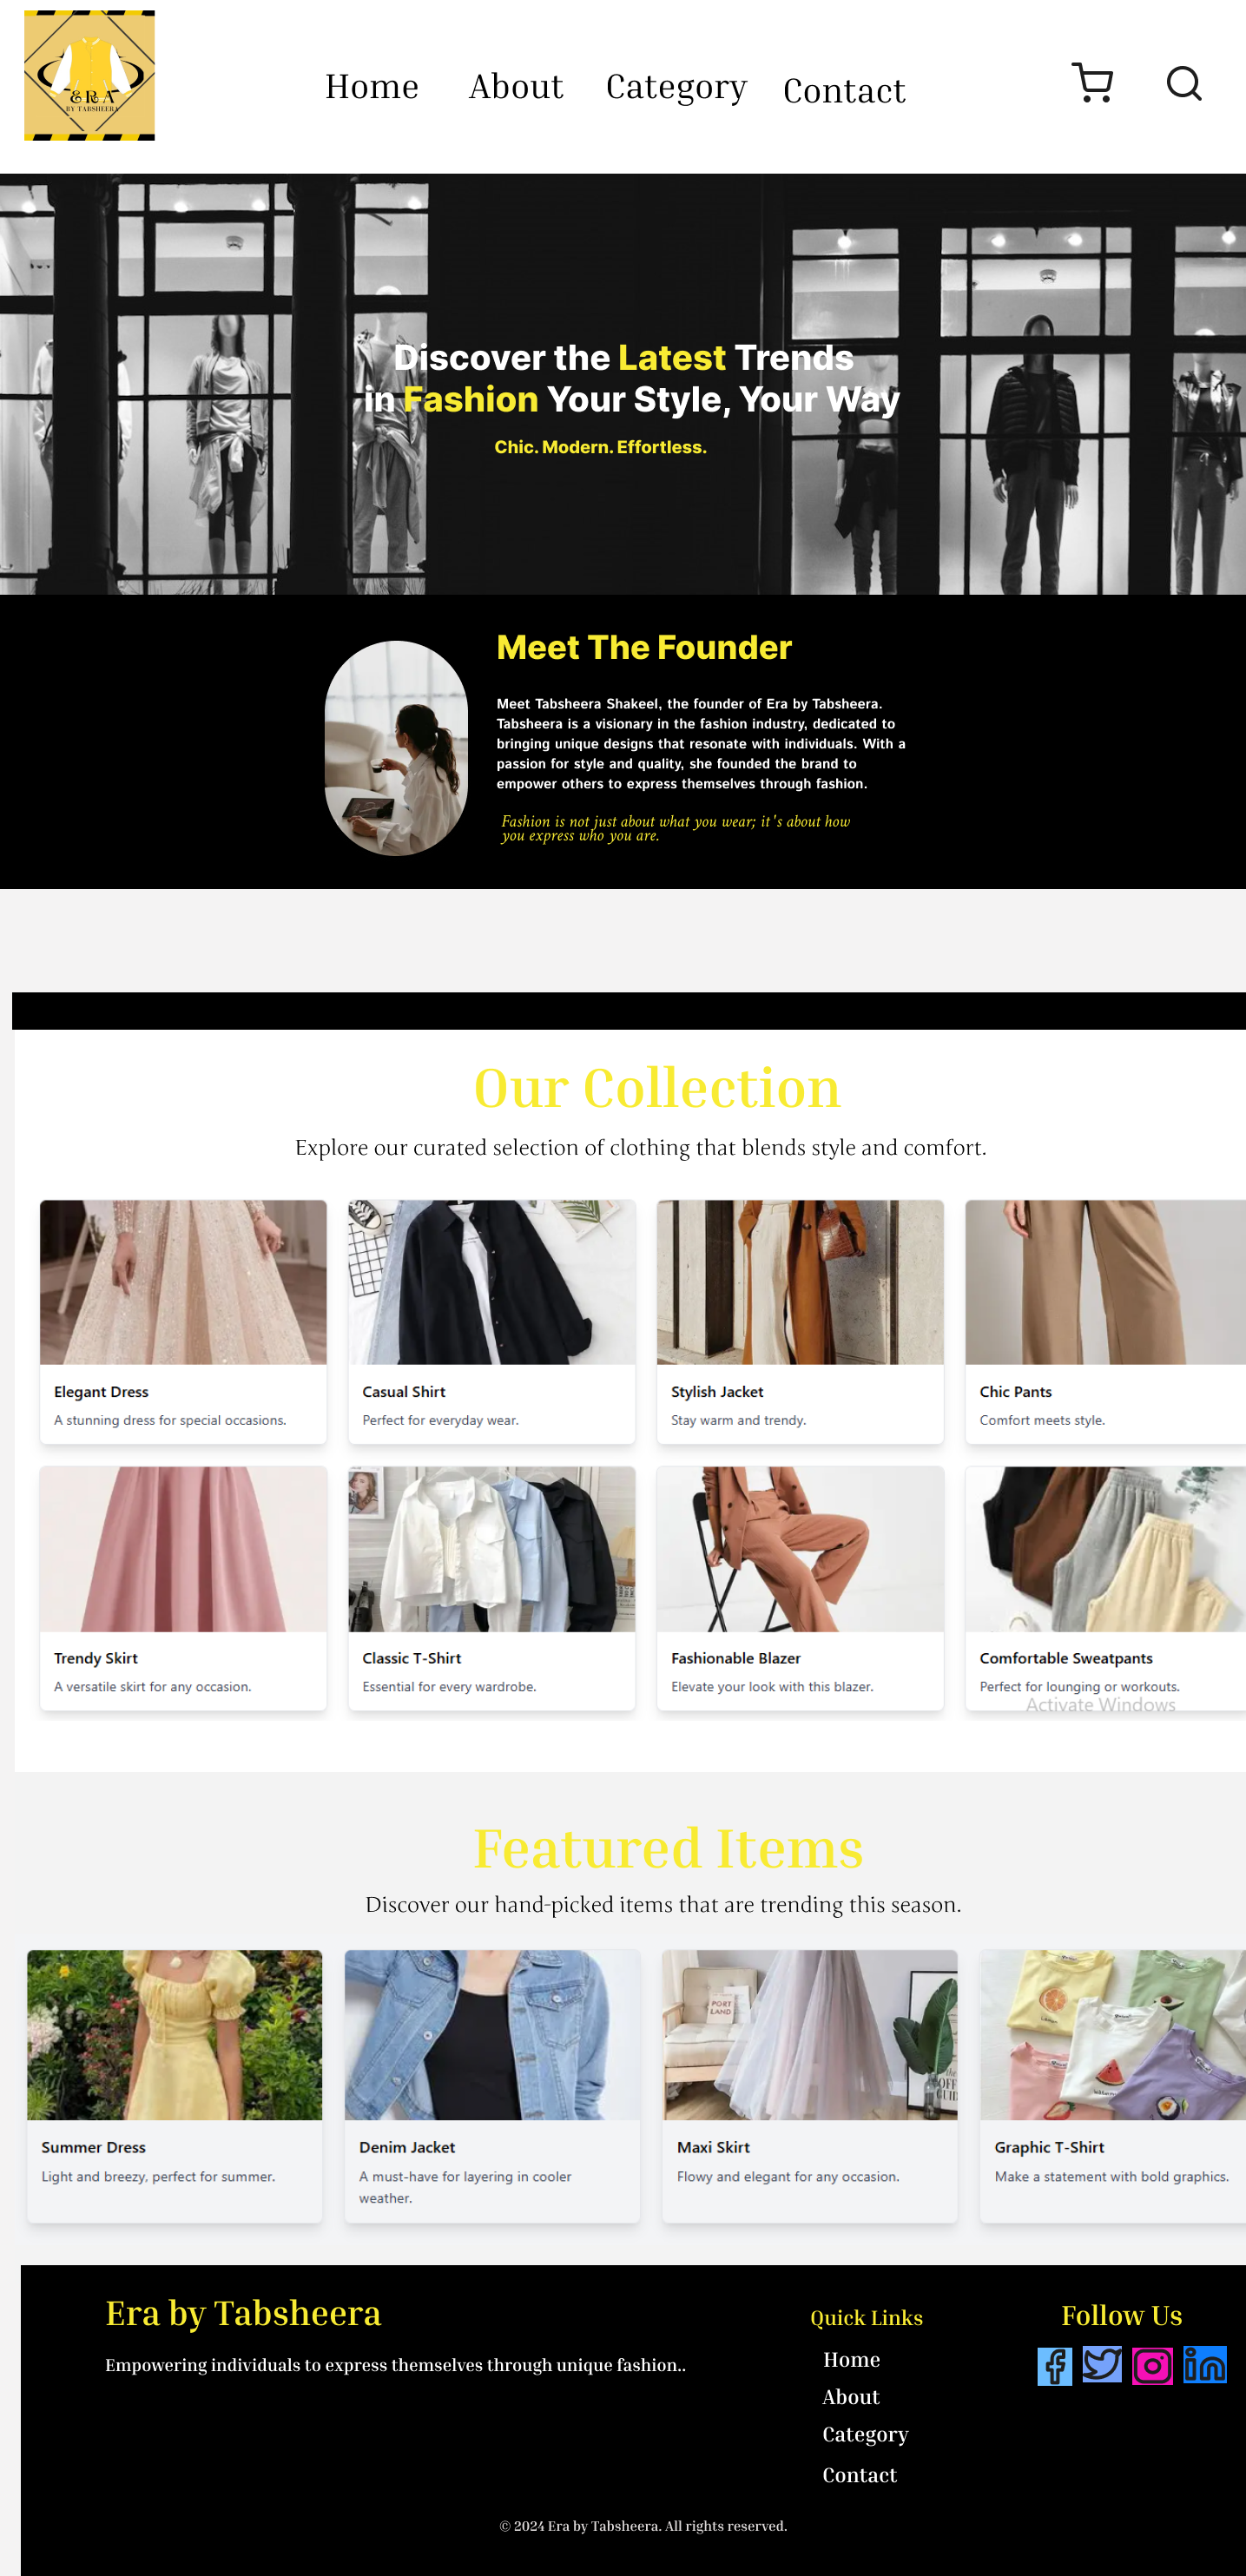 ERA
BY TABSHEERA
Home About Category Contact
Discover the Latest Trends
in Fashion Your Style, Your Way
Chic. Modern. Effortless.
Meet The Founder
Meet Tabsheera Shakeel, the founder of Era by Tabsheera.
Tabsheera is a visionary in the fashion industry, dedicated to
bringing unique designs that resonate with individuals. With a
passion for style and quality, she founded the brand to
empower others to express themselves through fashion.
Fashion is not just about what you wear; it's about how
you express who you are.
Our Collection
Explore our curated selection of clothing that blends style and comfort.
Elegant Dress
A stunning dress for special occasions.
Casual Shirt
Perfect for everyday wear.
Stylish Jacket
Stay warm and trendy.
Chic Pants
Comfort meets style.
Trendy Skirt
A versatile skirt for any occasion.
Classic T-Shirt
Essential for every wardrobe.
Fashionable Blazer
Elevate your look with this blazer.
Comfortable Sweatpants
Perfect for lounging or workouts.
Activate Windows
Featured Items
Discover our hand-picked items that are trending this season.
PORT
LAND
Summer Dress
Light and breezy, perfect for summer.
Denim Jacket
A must-have for layering in cooler
weather.
Maxi Skirt
Flowy and elegant for any occasion.
Graphic T-Shirt
Make a statement with bold graphics.
Era by Tabsheera
Empowering individuals to express themselves through unique fashion..
Quick Links
Home
About
Category
Contact
Follow Us
© 2024 Era by Tabsheera. All rights reserved.